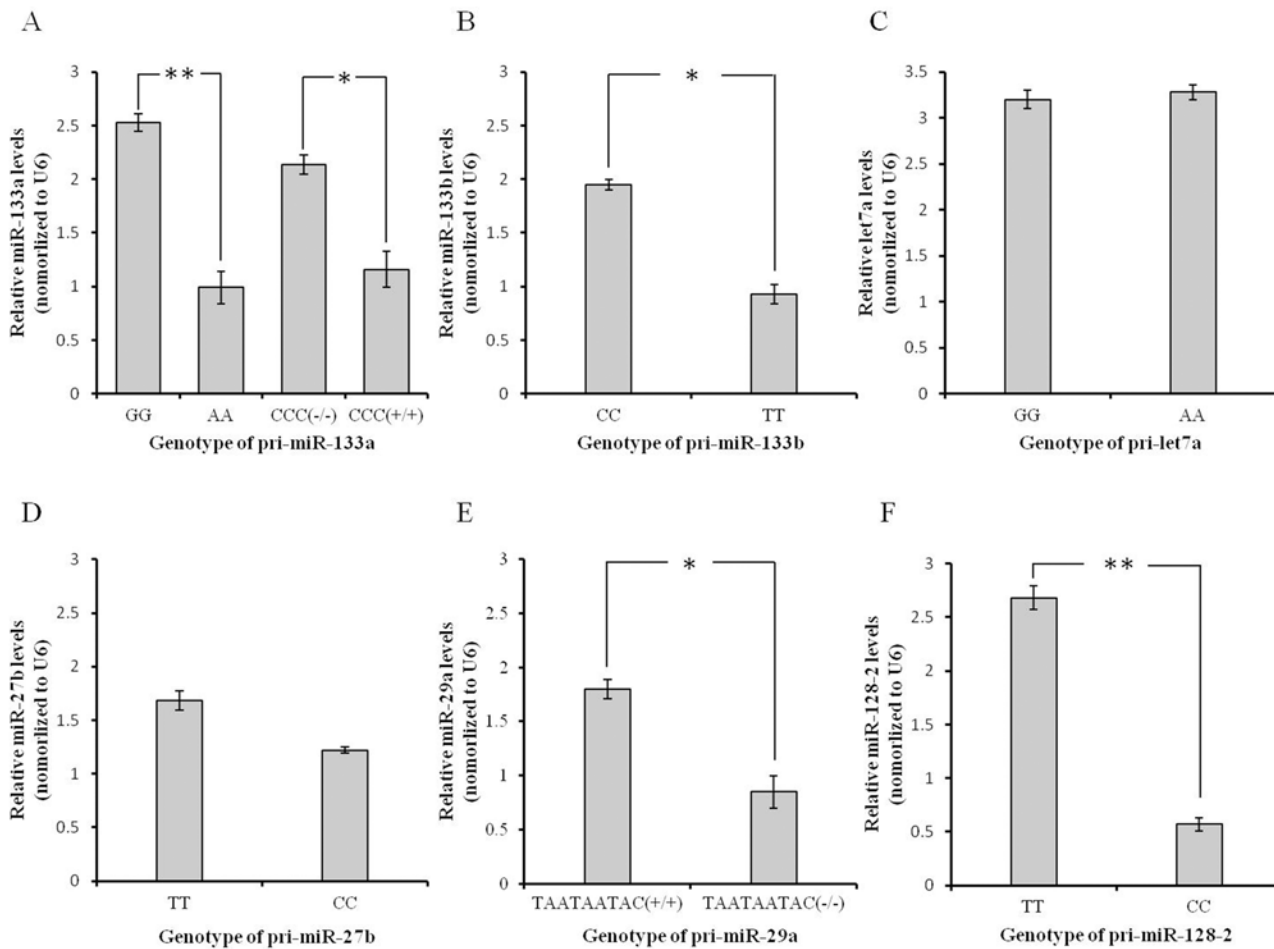 A
Relative miR-133a levels
(nomorlized to U6)
3
2.5
2
1.5
1
0.5
0
**
*
GG AA CCC(-/-) CCC(+/+)
Genotype of pri-miR-133a
B
Relative miR-133b levels
(nomorlized to U6)
3
2.5
2
1.5
1
0.5
0
*
CC TT
Genotype of pri-miR-133b
C
Relative let7a levels
(nomorlized to U6)
3.5
3
2.5
2
1.5
1
0.5
0
GG AA
Genotype of pri-let7a
D
Relative miR-27b levels
(nomorlized to U6)
3
2.5
2
1.5
1
0.5
0
TT CC
Genotype of pri-miR-27b
E
Relative miR-29a levels
(nomorlized to U6)
3
2.5
2
1.5
1
0.5
0
*
TAATAATAC(+/+) TAATAATAC(-/-)
Genotype of pri-miR-29a
F
Relative miR-128-2 levels
(nomorlized to U6)
3
2.5
2
1.5
1
0.5
0
**
TT CC
Genotype of pri-miR-128-2